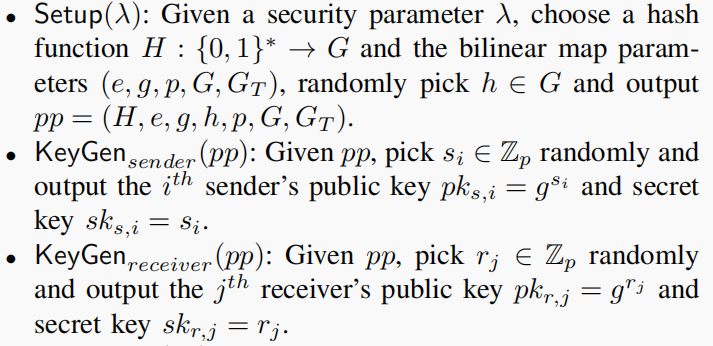 • Setup(λ): Given a security parameter λ, choose a hash
function H : {0, 1}* → G and the bilinear map param-
eters (e, g, p, G, G_T), randomly pick h ∈ G and output
pp = (H, e, g, h, p, G, G_T).
• KeyGen_sender(pp): Given pp, pick s_i ∈ ℤ_p randomly and
output the i^th sender's public key pk_s,i = g^s_i and secret
key sk_s,i = s_i.
• KeyGen_receiver(pp): Given pp, pick r_j ∈ ℤ_p randomly
and output the j^th receiver's public key pk_r,j = g^r_j and
secret key sk_r,j = r_j.